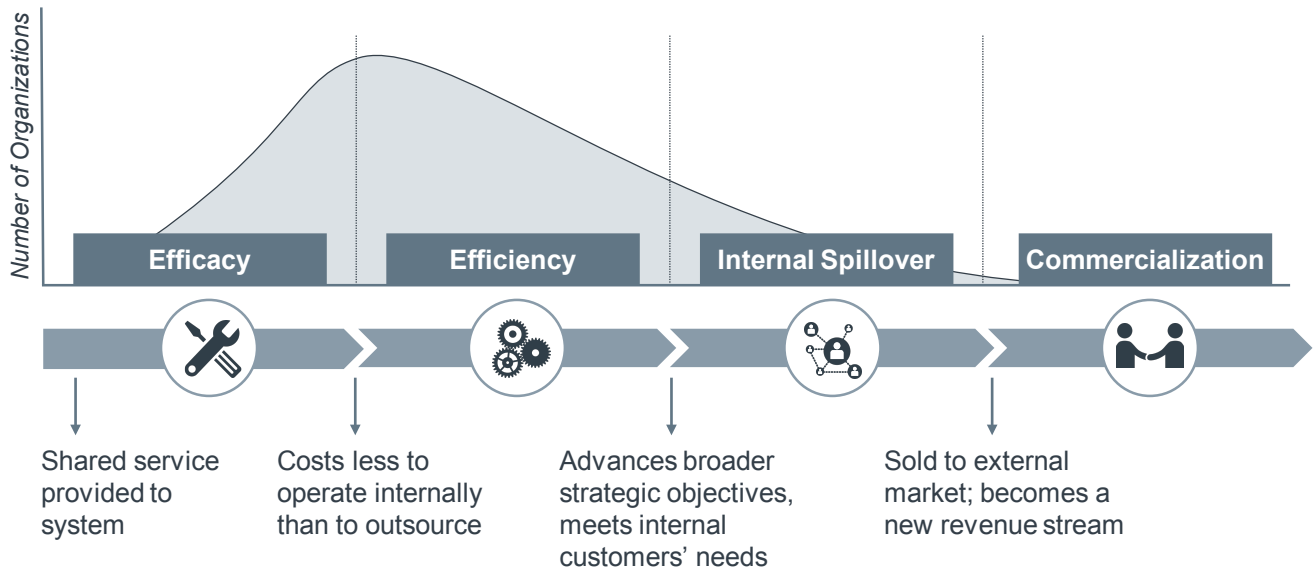 Number of Organizations
Efficacy
Efficiency
Internal Spillover
Commercialization
Shared service
provided to
system
Costs less to
operate internally
than to outsource
Advances broader
strategic objectives,
meets internal
customers’ needs
Sold to external
market; becomes a
new revenue stream